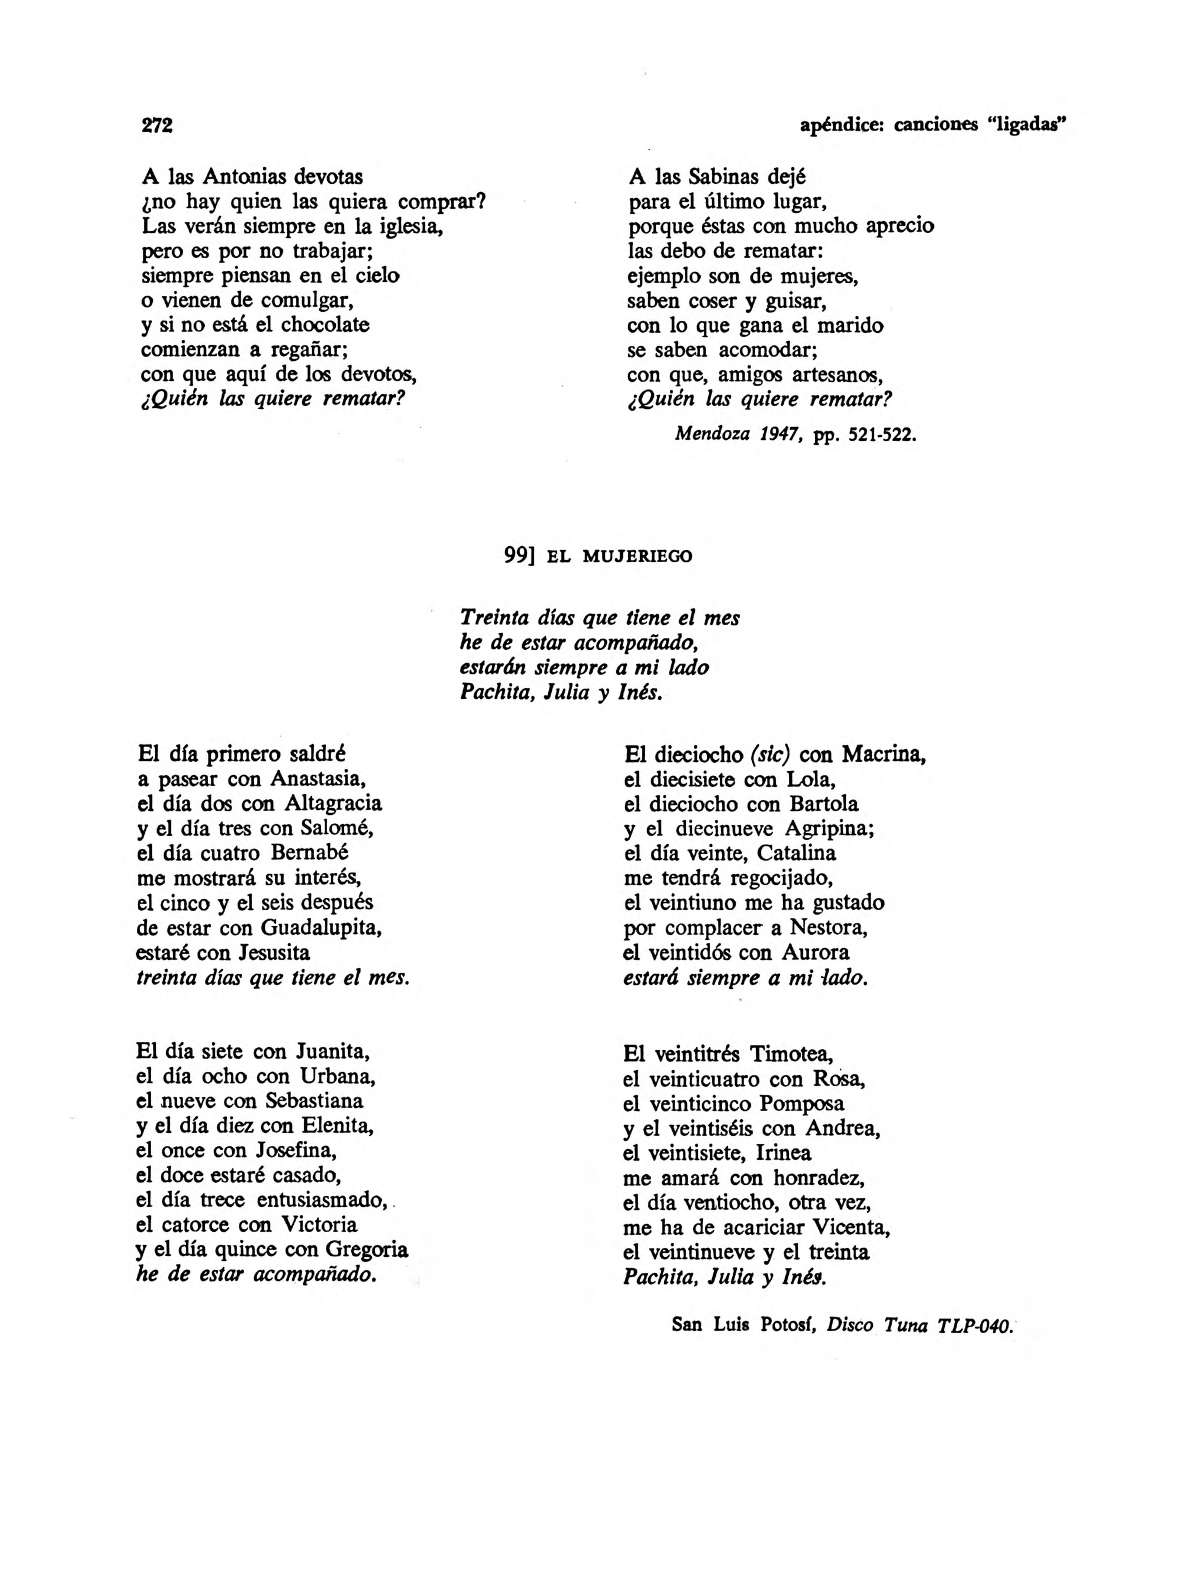 272
apéndice: canciones “ligadas”
A las Antonias devotas
¿no hay quien las quiera comprar?
Las verán siempre en la iglesia,
pero es por no trabajar;
siempre piensan en el cielo
o vienen de comulgar,
y si no está el chocolate
comienzan a regañar;
con que aquí de los devotos,
¿Quién las quiere rematar?
A las Sabinas dejé
para el último lugar,
porque éstas con mucho aprecio
las debo de rematar:
ejemplo son de mujeres,
saben coser y guisar,
con lo que gana el marido
se saben acomodar;
con que, amigos artesanos,
¿Quién las quiere rematar?
Mendoza 1947, pp. 521-522.
99] EL MUJERIEGO
Treinta días que tiene el mes
he de estar acompañado,
estarán siempre a mi lado
Pachita, Julia y Inés.
El día primero saldré
a pasear con Anastasia,
el día dos con Altagracia
y el día tres con Salomé,
el día cuatro Bernabé
me mostrará su interés,
el cinco y el seis después
de estar con Guadalupita,
estaré con Jesusita
treinta días que tiene el mes.
El día siete con Juanita,
el día ocho con Urbana,
el nueve con Sebastiana
y el día diez con Elenita,
el once con Josefina,
el doce estaré casado,
el día trece entusiasmado,
el catorce con Victoria
y el día quince con Gregoria
he de estar acompañado.
El dieciocho (sic) con Macrina,
el diecisiete con Lola,
el dieciocho con Bartola
y el diecinueve Agripina;
el día veinte, Catalina
me tendrá regocijado,
el veintiuno me ha gustado
por complacer a Nestora,
el veintidós con Aurora
estará siempre a mi lado.
El veintitrés Timotea,
el veinticuatro con Rosa,
el veinticinco Pomposa
y el veintiséis con Andrea,
el veintisiete, Irinea
me amará con honradez,
el día ventiocho, otra vez,
me ha de acariciar Vicenta,
el veintinueve y el treinta
Pachita, Julia y Inés.
San Luis Potosí, Disco Tuna TLP-040.